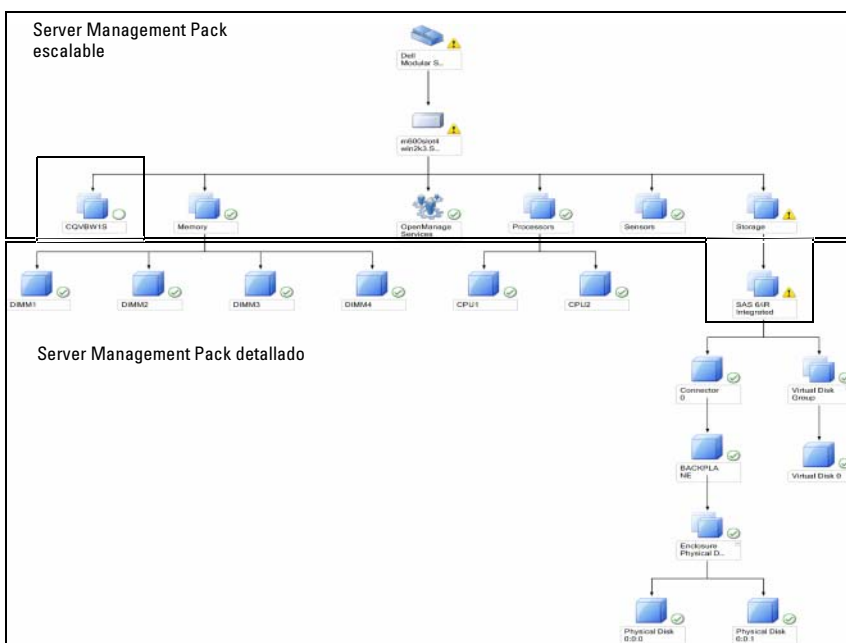 Server Management Pack
escalable
Dell
Modular S..
m600slot4
win2k3.S..
CQVBW1S
Memory
OpenManage
Services
Processors
Sensors
Storage
DIMM1
DIMM2
DIMM3
DIMM4
CPU1
CPU2
SAS 6/iR
Integrated
Server Management Pack detallado
Connector
0
Virtual Disk
Group
BACKPLA
NE
Virtual Disk 0
Enclosure
Physical D..
Physical Disk
0:0:0
Physical Disk
0:0:1